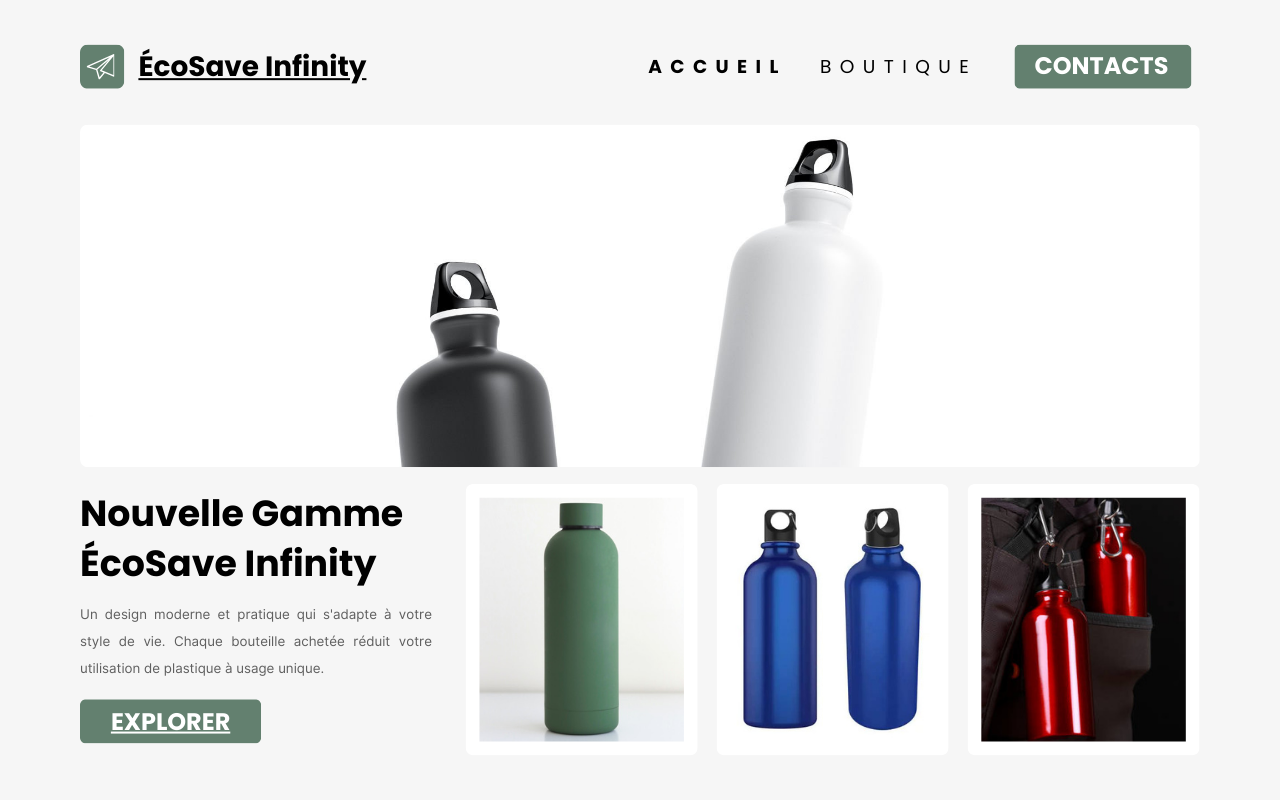 ÉcoSave Infinity
ACCUEIL
BOUTIQUE
CONTACTS
Nouvelle Gamme
ÉcoSave Infinity
Un design moderne et pratique qui s'adapte à votre
style de vie. Chaque bouteille achetée réduit votre
utilisation de plastique à usage unique.
EXPLORER